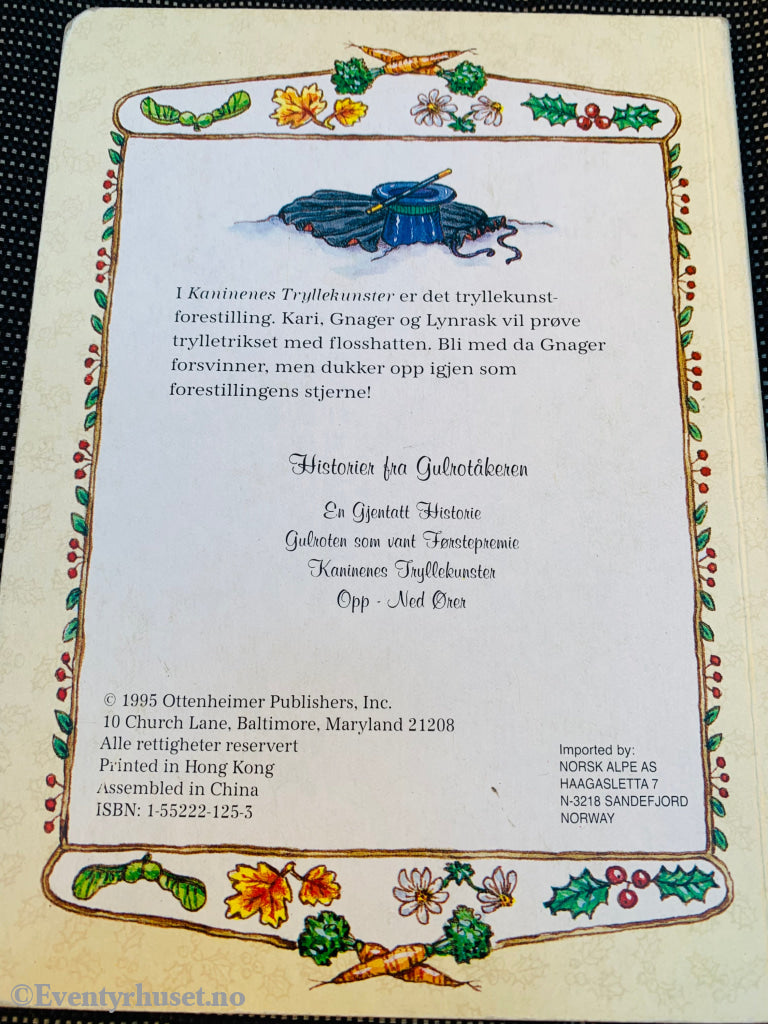 I Kaninenes Tryllekunster er det tryllekunst-
forestilling. Kari, Gnager og Lynrask vil prøve
trylletrikset med flosshatten. Bli med da Gnager
forsvinner, men dukker opp igjen som
forestillingens stjerne!
Historier fra Gulrotåkeren
En Gjentatt Historie
Gulroten som vant Førstepremie
Kaninenes Tryllekunster
Opp - Ned Ører
© 1995 Ottenheimer Publishers, Inc.
10 Church Lane, Baltimore, Maryland 21208
Alle rettigheter reservert
Printed in Hong Kong
Assembled in China
ISBN: 1-55222-125-3
Imported by:
NORSK ALPE AS
HAAGASLETTA 7
N-3218 SANDEFJORD
NORWAY
©Eventyrhuset.no